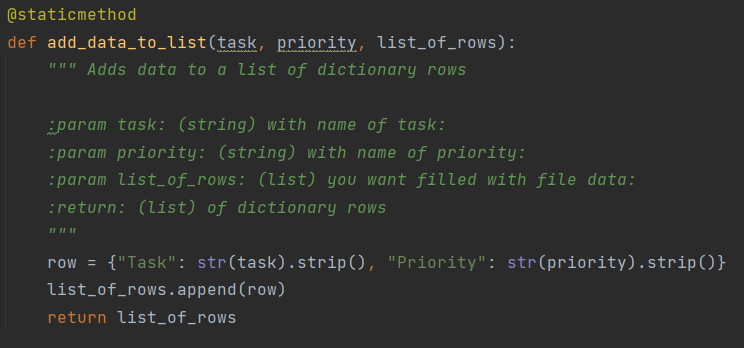 @staticmethod
def add_data_to_list(task, priority, list_of_rows):
    """ Adds data to a list of dictionary rows

    :param task: (string) with name of task:
    :param priority: (string) with name of priority:
    :param list_of_rows: (list) you want filled with file data:
    :return: (list) of dictionary rows
    """
    row = {"Task": str(task).strip(), "Priority": str(priority).strip()}
    list_of_rows.append(row)
    return list_of_rows